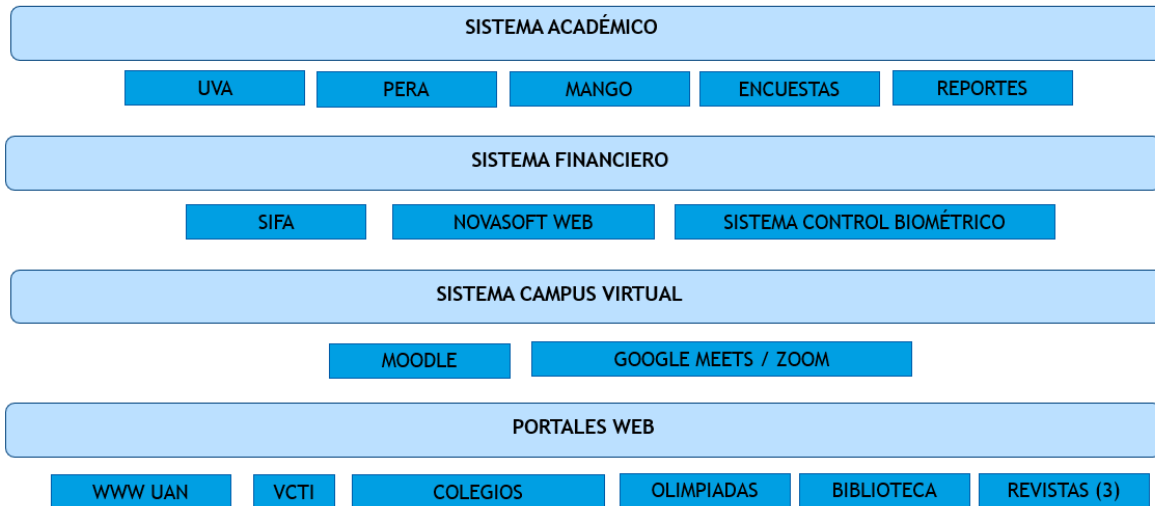 SISTEMA ACADÉMICO
UVA
PERA
MANGO
ENCUESTAS
REPORTES
SISTEMA FINANCIERO
SIFA
NOVASOFT WEB
SISTEMA CONTROL BIOMÉTRICO
SISTEMA CAMPUS VIRTUAL
MOODLE
GOOGLE MEETS / ZOOM
PORTALES WEB
WWW UAN
VCTI
COLEGIOS
OLIMPIADAS
BIBLIOTECA
REVISTAS (3)